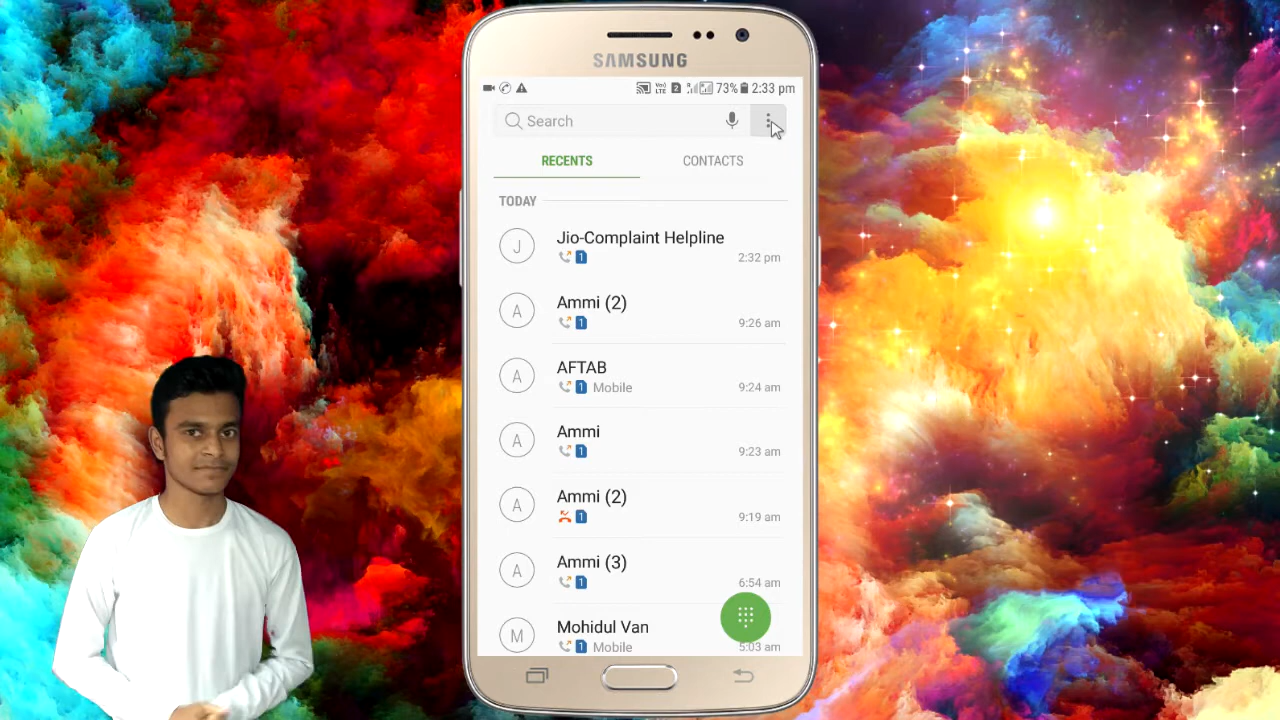 SAMSUNG
73% 2:33 pm
Search
RECENTS CONTACTS
TODAY
J Jio-Complaint Helpline
1 2:32 pm
A Ammi (2)
1 9:26 am
A AFTAB
1 Mobile 9:24 am
A Ammi
1 9:23 am
A Ammi (2)
1 9:19 am
A Ammi (3)
1 6:54 am
M Mohidul Van
1 Mobile 5:03 am